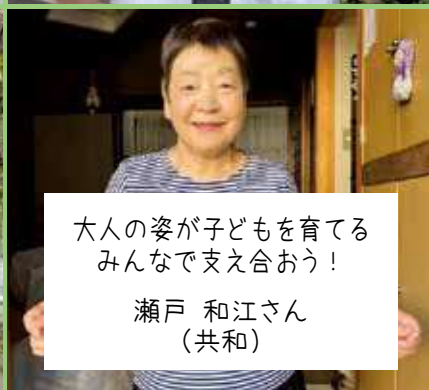 大人の姿が子どもを育てる
みんなで支え合おう！
瀬戸 和江さん
（共和）